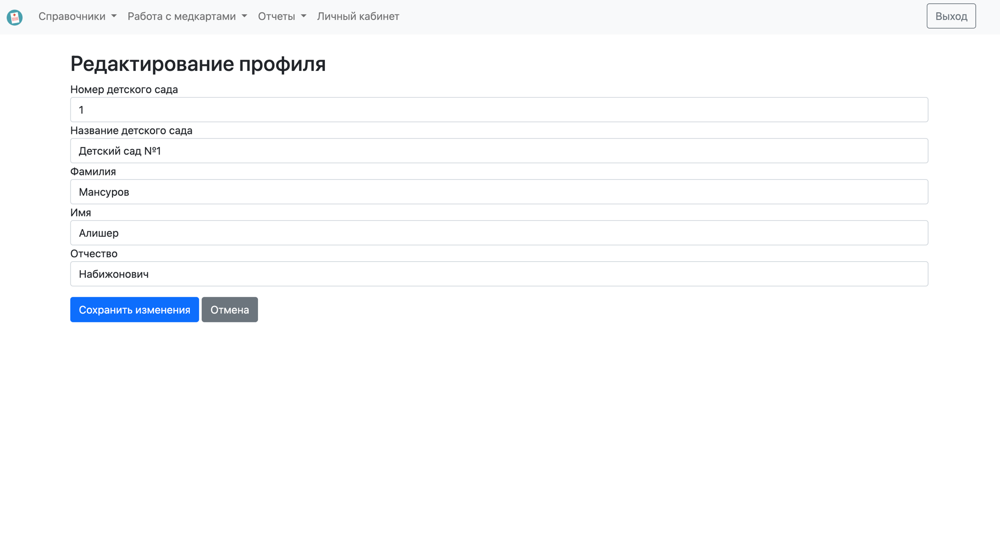 Справочники Работа с медкартами Отчеты Личный кабинет Выход
Редактирование профиля
Номер детского сада
1
Название детского сада
Детский сад №1
Фамилия
Мансуров
Имя
Алишер
Отчество
Набижонович
Сохранить изменения Отмена